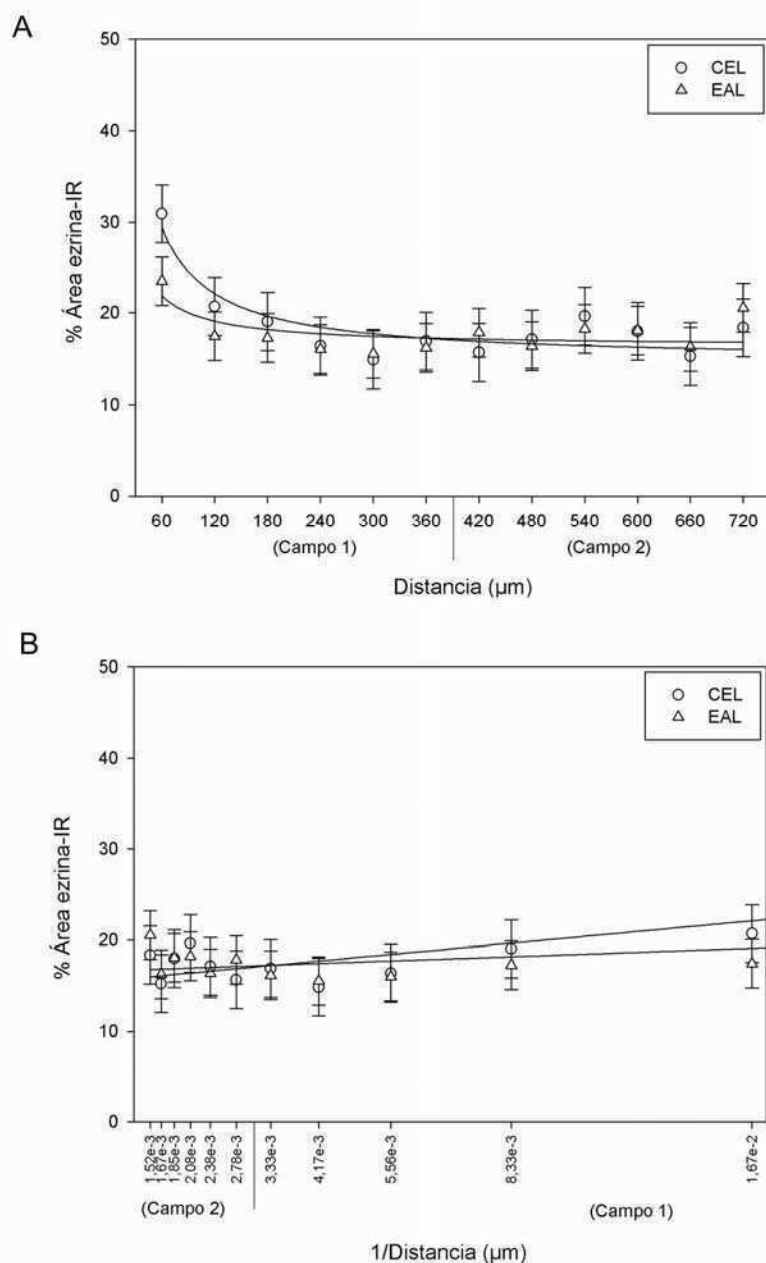 A
50
40
30
20
10
0
% Área ezrina-IR
CEL
EAL
60 120 180 240 300 360 420 480 540 600 660 720
(Campo 1) (Campo 2)
Distancia (µm)
B
50
40
30
20
10
0
% Área ezrina-IR
CEL
EAL
1,52e-3 1,67e-3 1,85e-3 2,08e-3 2,38e-3 2,78e-3 3,33e-3 4,17e-3 5,56e-3 8,33e-3 1,67e-2
(Campo 2) (Campo 1)
1/Distancia (µm)